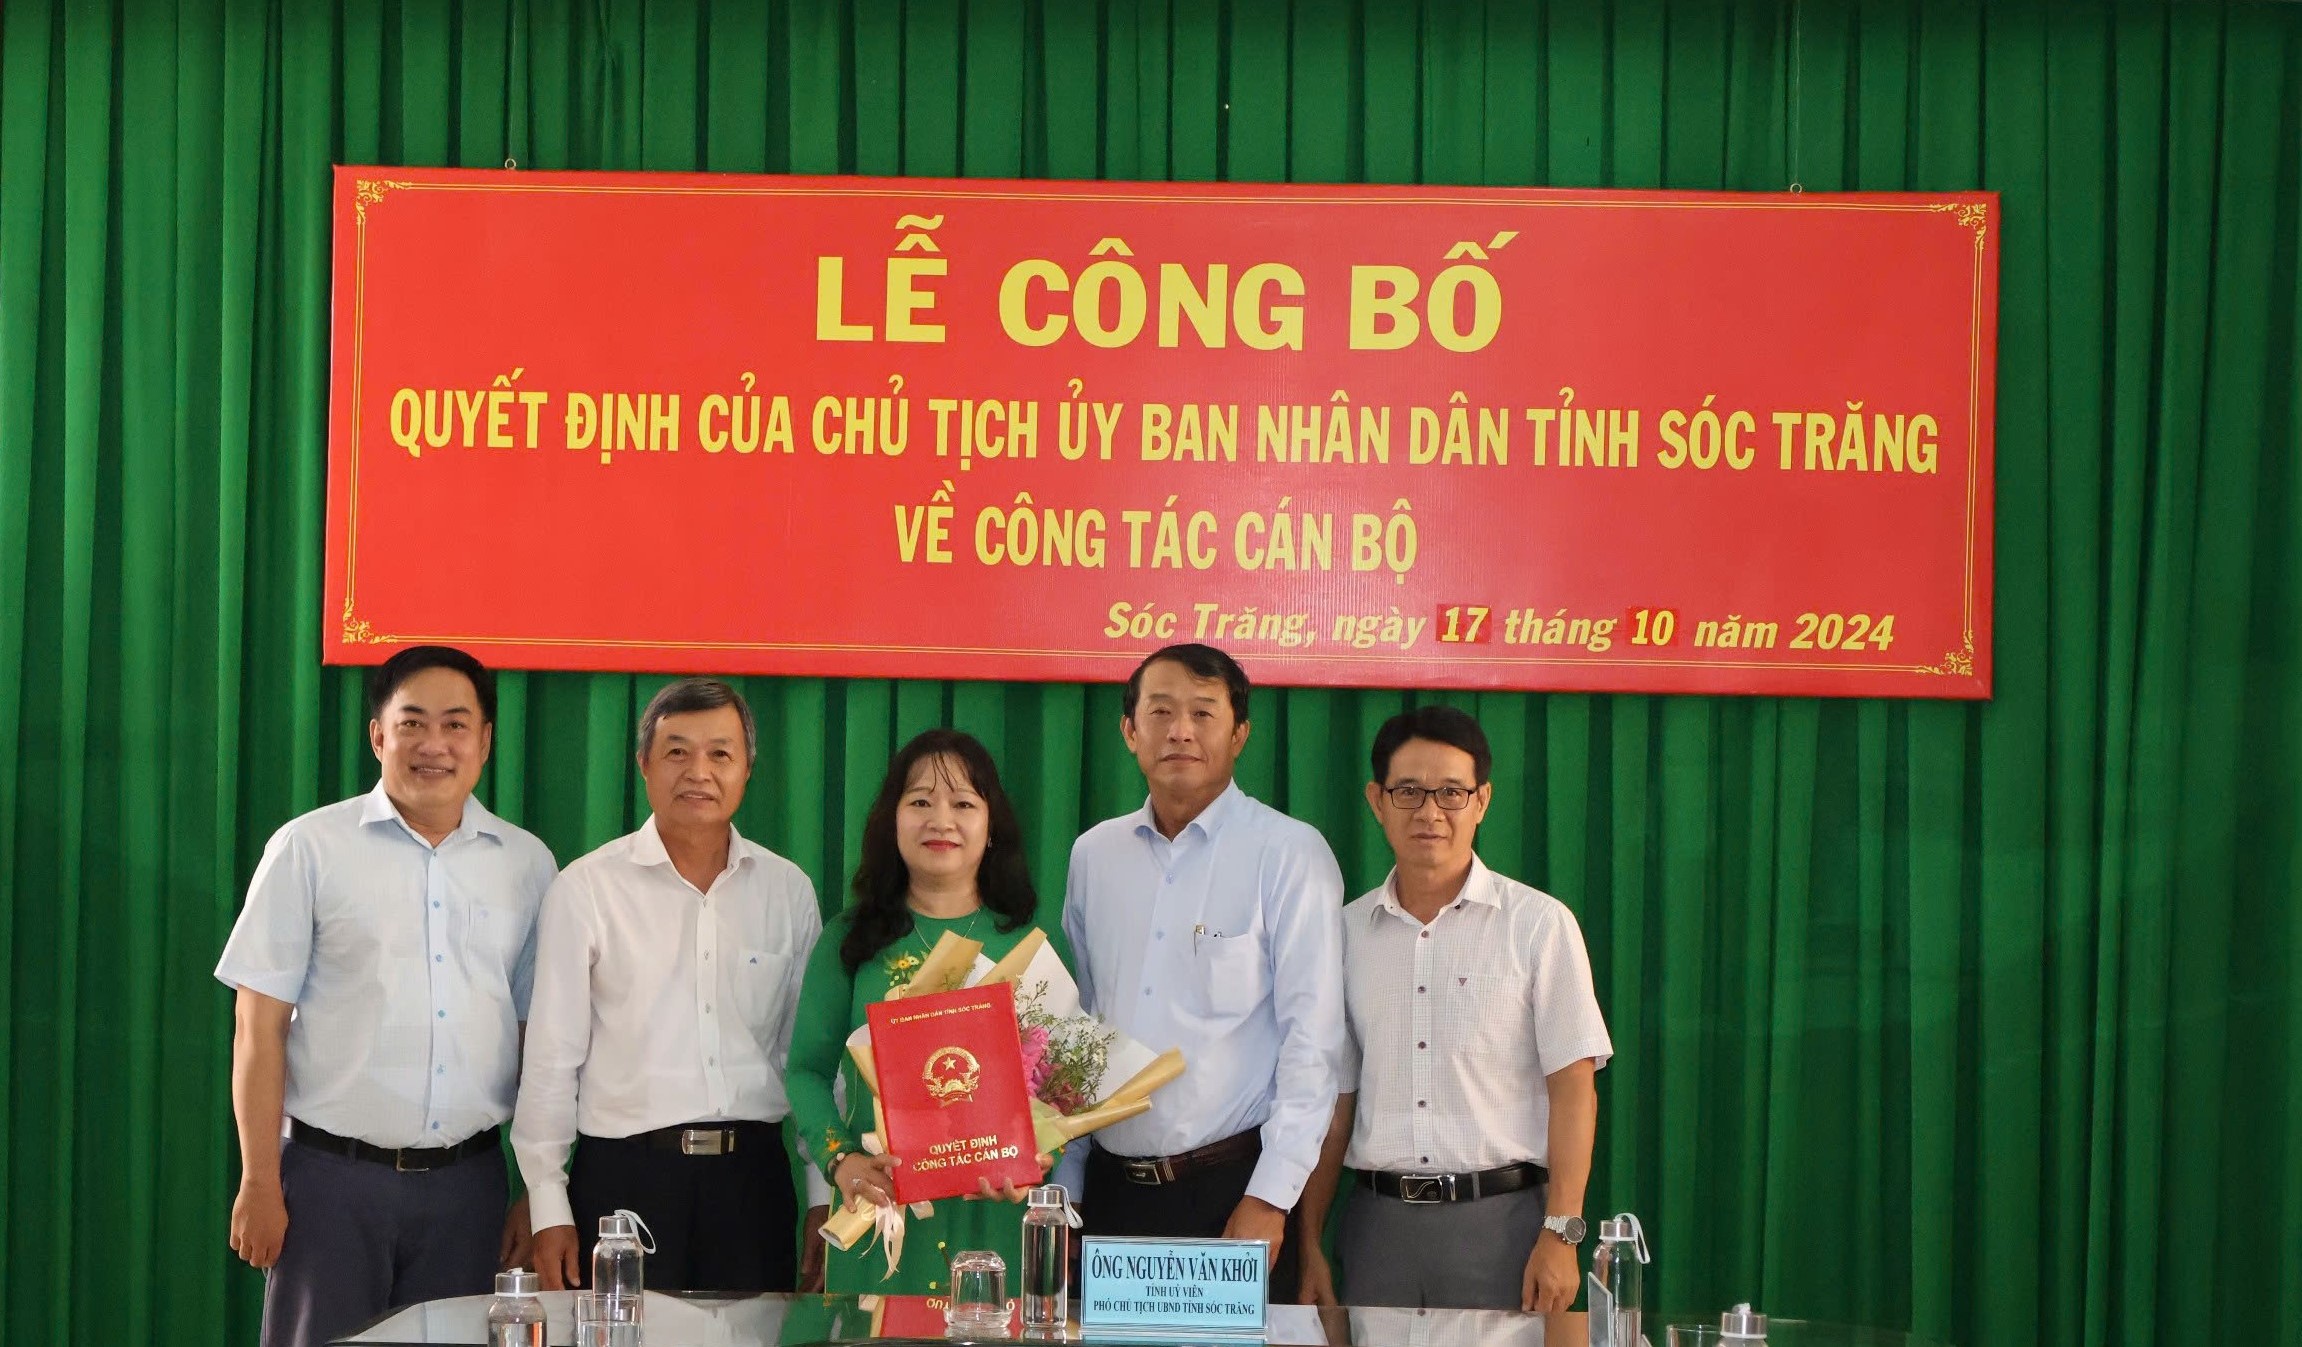 LỄ CÔNG BỐ
QUYẾT ĐỊNH CỦA CHỦ TỊCH ỦY BAN NHÂN DÂN TỈNH SÓC TRĂNG
VỀ CÔNG TÁC CÁN BỘ
Sóc Trăng, ngày 17 tháng 10 năm 2024
ỦY BAN NHÂN DÂN TỈNH SÓC TRĂNG
QUYẾT ĐỊNH
CÔNG TÁC CÁN BỘ
ÔNG NGUYỄN VĂN KHỞI
TỈNH UỶ VIÊN
PHÓ CHỦ TỊCH UBND TỈNH SÓC TRĂNG